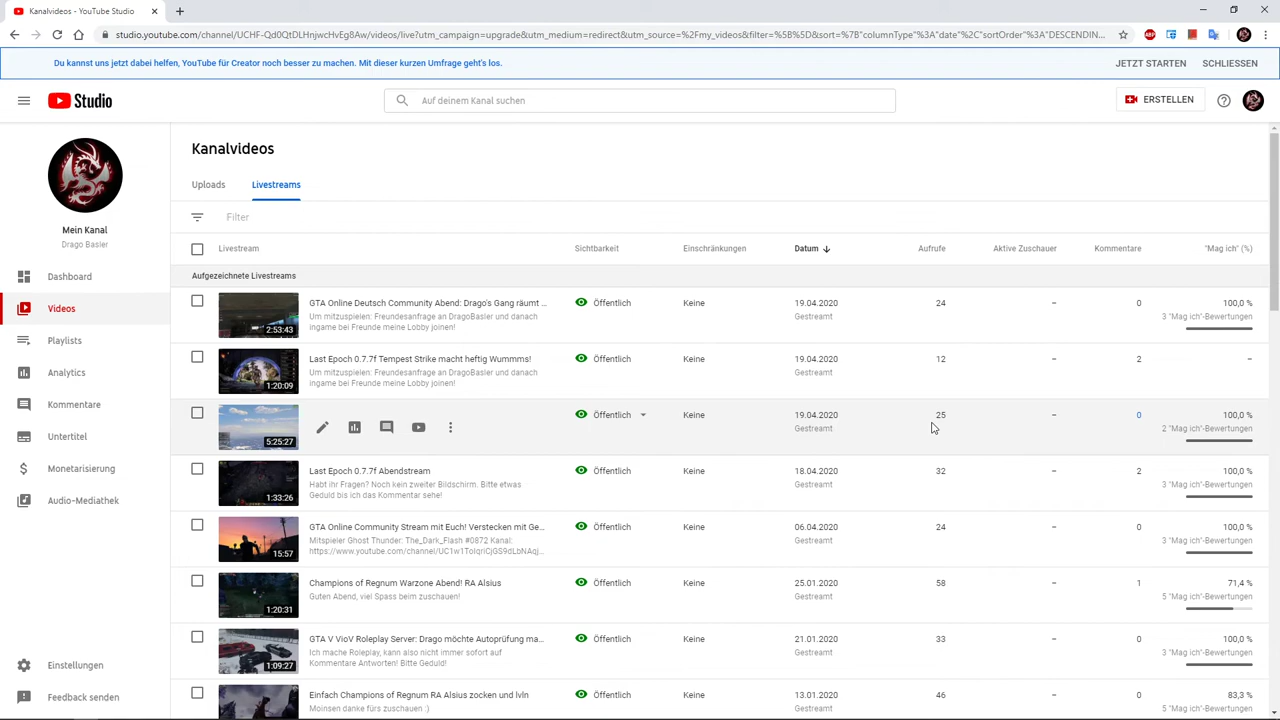 Kanalvideos - YouTube Studio
studio.youtube.com/channel/UCHF-Qd0QtDLHnjwcHvEg8Aw/videos/live?utm_campaign=upgrade&utm_medium=redirect&utm_source=%2Fmy_videos&filter=%5B%5D&sort=%7B"columnType"%3A"date"%2C"sortOrder"%3A"DESCENDIN...
ABP
Du kannst uns jetzt dabei helfen, YouTube für Creator noch besser zu machen. Mit dieser kurzen Umfrage geht's los.
JETZT STARTEN SCHLIESSEN
Studio
Auf deinem Kanal suchen
ERSTELLEN
Mein Kanal
Drago Basler
Dashboard
Videos
Playlists
Analytics
Kommentare
Untertitel
Monetarisierung
Audio-Mediathek
Einstellungen
Feedback senden
Kanalvideos
Uploads Livestreams
Filter
Livestream Sichtbarkeit Einschränkungen Datum Aufrufe Aktive Zuschauer Kommentare "Mag ich" (%)
Aufgezeichnete Livestreams
2:53:43
GTA Online Deutsch Community Abend: Drago's Gang räumt ... Öffentlich Keine 19.04.2020 24 – 0 100,0 %
Um mitzuspielen: Freundesanfrage an DragoBasler und danach Gestreamt 3 "Mag ich"-Bewertungen
ingame bei Freunde meine Lobby joinen!
1:20:09
Last Epoch 0.7.7f Tempest Strike macht heftig Wummms! Öffentlich Keine 19.04.2020 12 – 2 –
Um mitzuspielen: Freundesanfrage an DragoBasler und danach Gestreamt
ingame bei Freunde meine Lobby joinen!
5:25:27
Öffentlich Keine 19.04.2020 25 – 0 100,0 %
Gestreamt 2 "Mag ich"-Bewertungen
1:33:26
Last Epoch 0.7.7f Abendstream Öffentlich Keine 18.04.2020 32 – 2 100,0 %
Habt ihr Fragen? Noch kein zweiter Bildschirm. Bitte etwas Gestreamt 3 "Mag ich"-Bewertungen
Geduld bis ich das Kommentar sehe!
15:57
GTA Online Community Stream mit Euch! Verstecken mit Ge... Öffentlich Keine 06.04.2020 24 – 0 100,0 %
Mitspieler Ghost Thunder: The_Dark_Flash #0872 Kanal: Gestreamt 3 "Mag ich"-Bewertungen
1:20:31
Champions of Regnum Warzone Abend! RA Alsius Öffentlich Keine 25.01.2020 58 – 1 71,4 %
Guten Abend, viel Spass beim zuschauen! Gestreamt 5 "Mag ich"-Bewertungen
1:09:27
GTA V VioV Roleplay Server: Drago möchte Autoprüfung ma... Öffentlich Keine 21.01.2020 33 – 0 100,0 %
Ich mache Roleplay, kann also nicht immer sofort auf Gestreamt 3 "Mag ich"-Bewertungen
Kommentare Antworten! Bitte Geduld!
Einfach Champions of Regnum RA Alsius zocken und lvln Öffentlich Keine 13.01.2020 46 – 0 83,3 %
Moinsen danke fürs zuschauen :) Gestreamt 5 "Mag ich"-Bewertungen